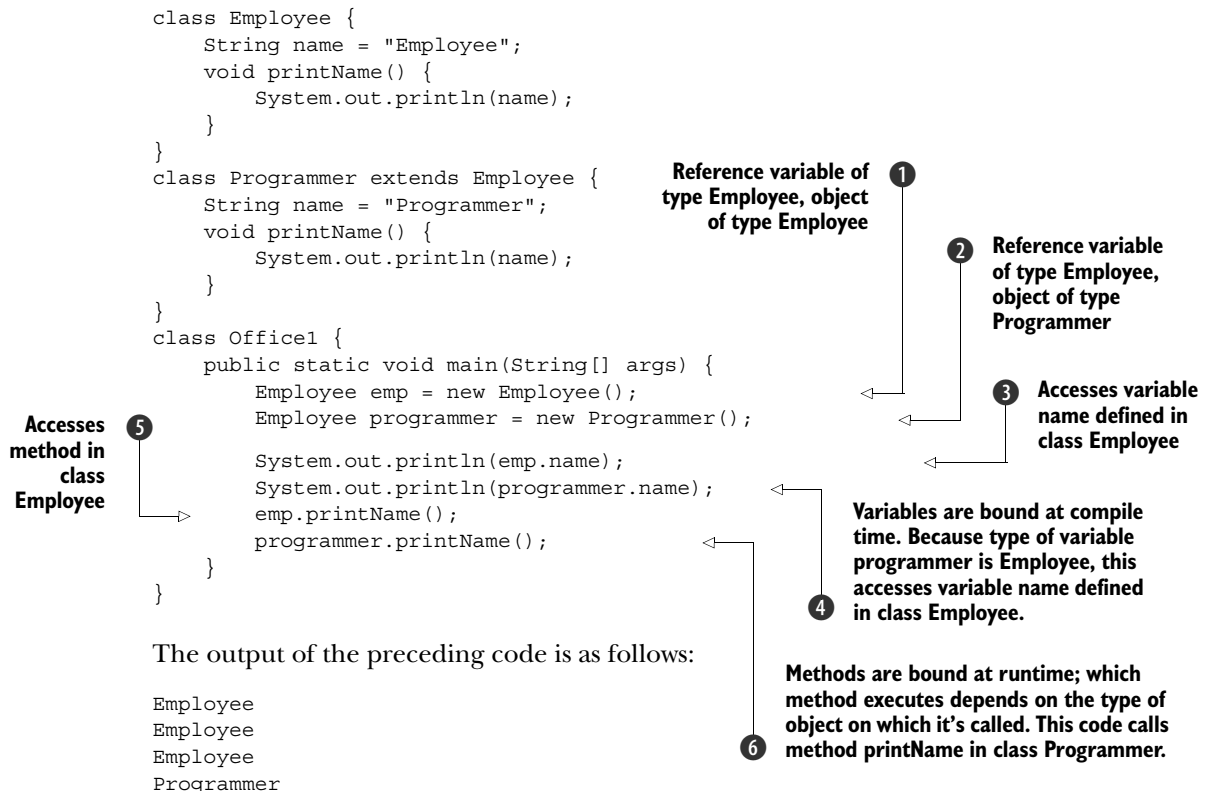 class Employee {
    String name = "Employee";
    void printName() {
        System.out.println(name);
    }
}
class Programmer extends Employee {
    String name = "Programmer";
    void printName() {
        System.out.println(name);
    }
}
class Office1 {
    public static void main(String[] args) {
        Employee emp = new Employee();
        Employee programmer = new Programmer();
        System.out.println(emp.name);
        System.out.println(programmer.name);
        emp.printName();
        programmer.printName();
    }
}
1
Reference variable of
type Employee, object
of type Employee
2
Reference variable
of type Employee,
object of type
Programmer
3
Accesses variable
name defined in
class Employee
4
Variables are bound at compile
time. Because type of variable
programmer is Employee, this
accesses variable name defined
in class Employee.
5
Accesses
method in
class
Employee
6
Methods are bound at runtime; which
method executes depends on the type of
object on which it's called. This code calls
method printName in class Programmer.
The output of the preceding code is as follows:
Employee
Employee
Employee
Programmer